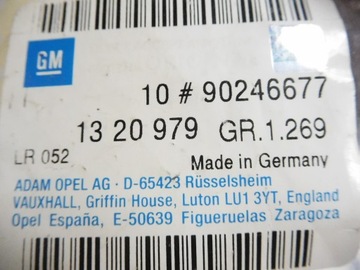 GM
10 # 90246677
13 20 979 GR.1.269
LR 052 Made in Germany
ADAM OPEL AG · D-65423 Rüsselsheim
VAUXHALL, Griffin House, Luton LU1 3YT, England
Opel España, E-50639 Figueruelas Zaragoza